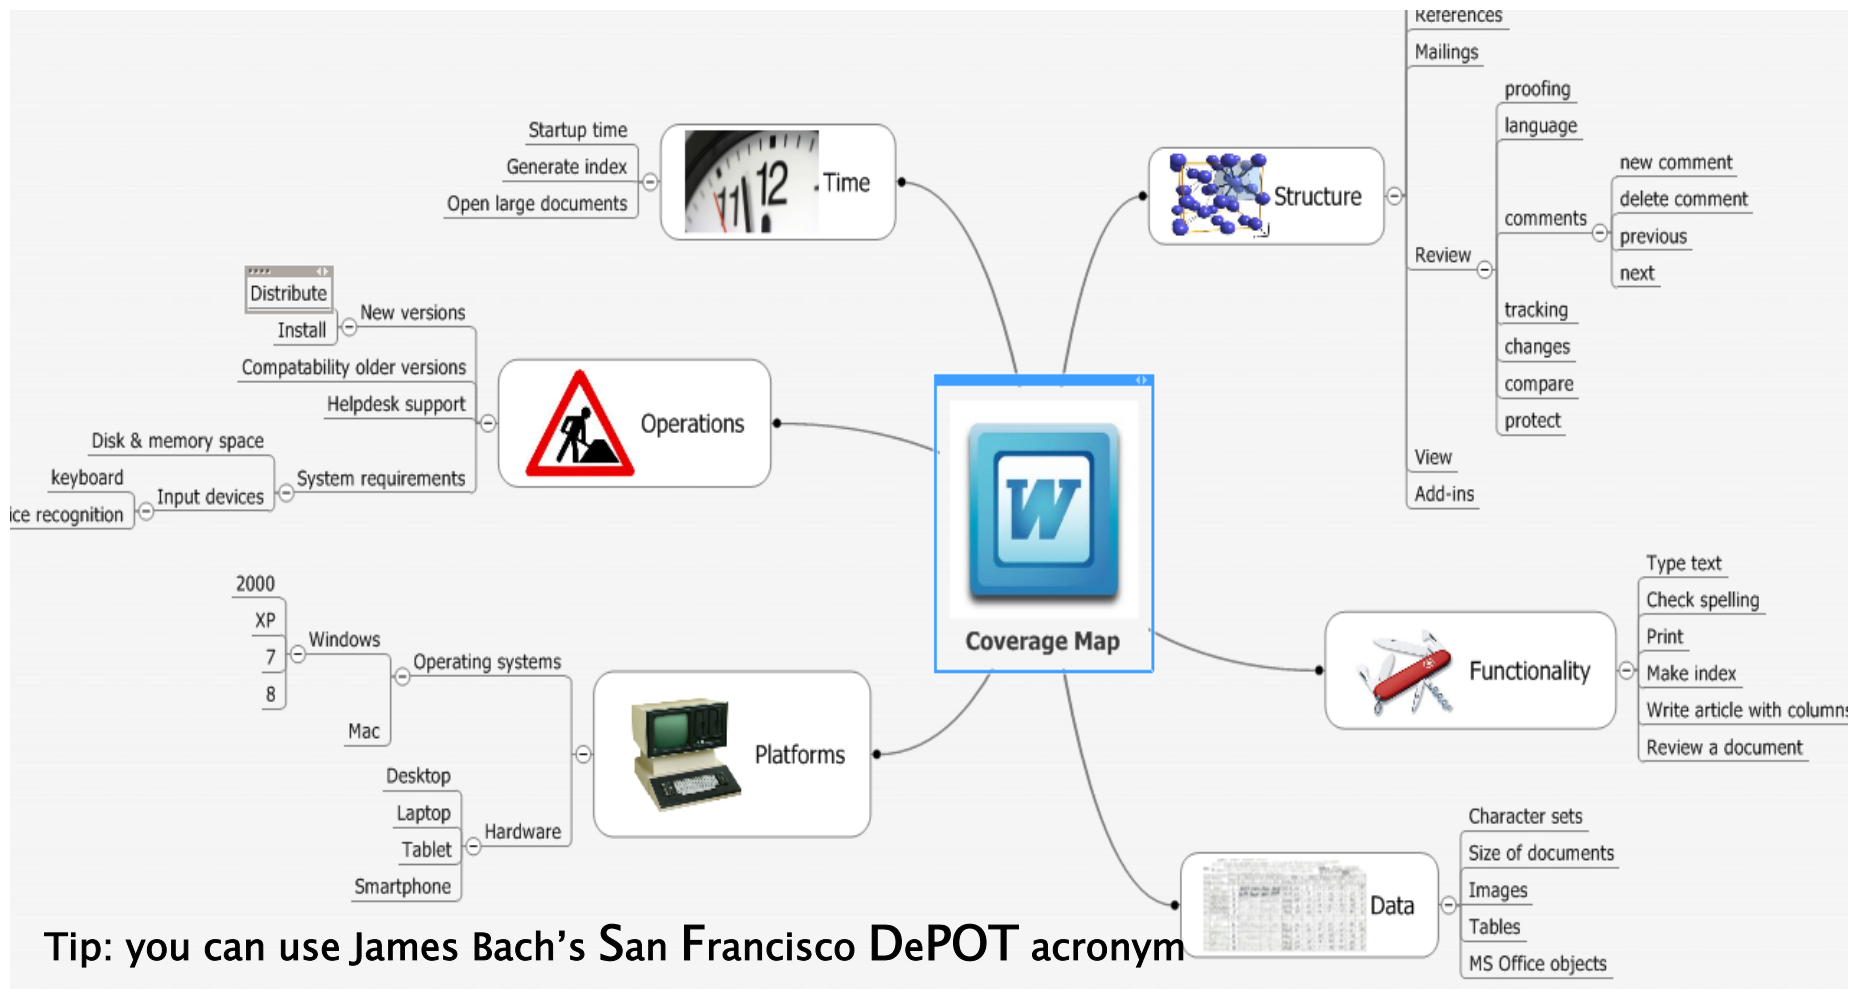 References
Mailings
proofing
language
new comment
delete comment
comments
previous
next
Review
tracking
changes
compare
protect
View
Add-ins
Structure
Startup time
Generate index
Open large documents
11 12
Time
Distribute
Install
New versions
Compatability older versions
Helpdesk support
Disk & memory space
keyboard
ice recognition
Input devices
System requirements
Operations
W
Coverage Map
2000
XP
7
8
Windows
Mac
Operating systems
Desktop
Laptop
Tablet
Smartphone
Hardware
Platforms
Functionality
Type text
Check spelling
Print
Make index
Write article with columns
Review a document
Data
Character sets
Size of documents
Images
Tables
MS Office objects
Tip: you can use James Bach’s San Francisco DePOT acronym